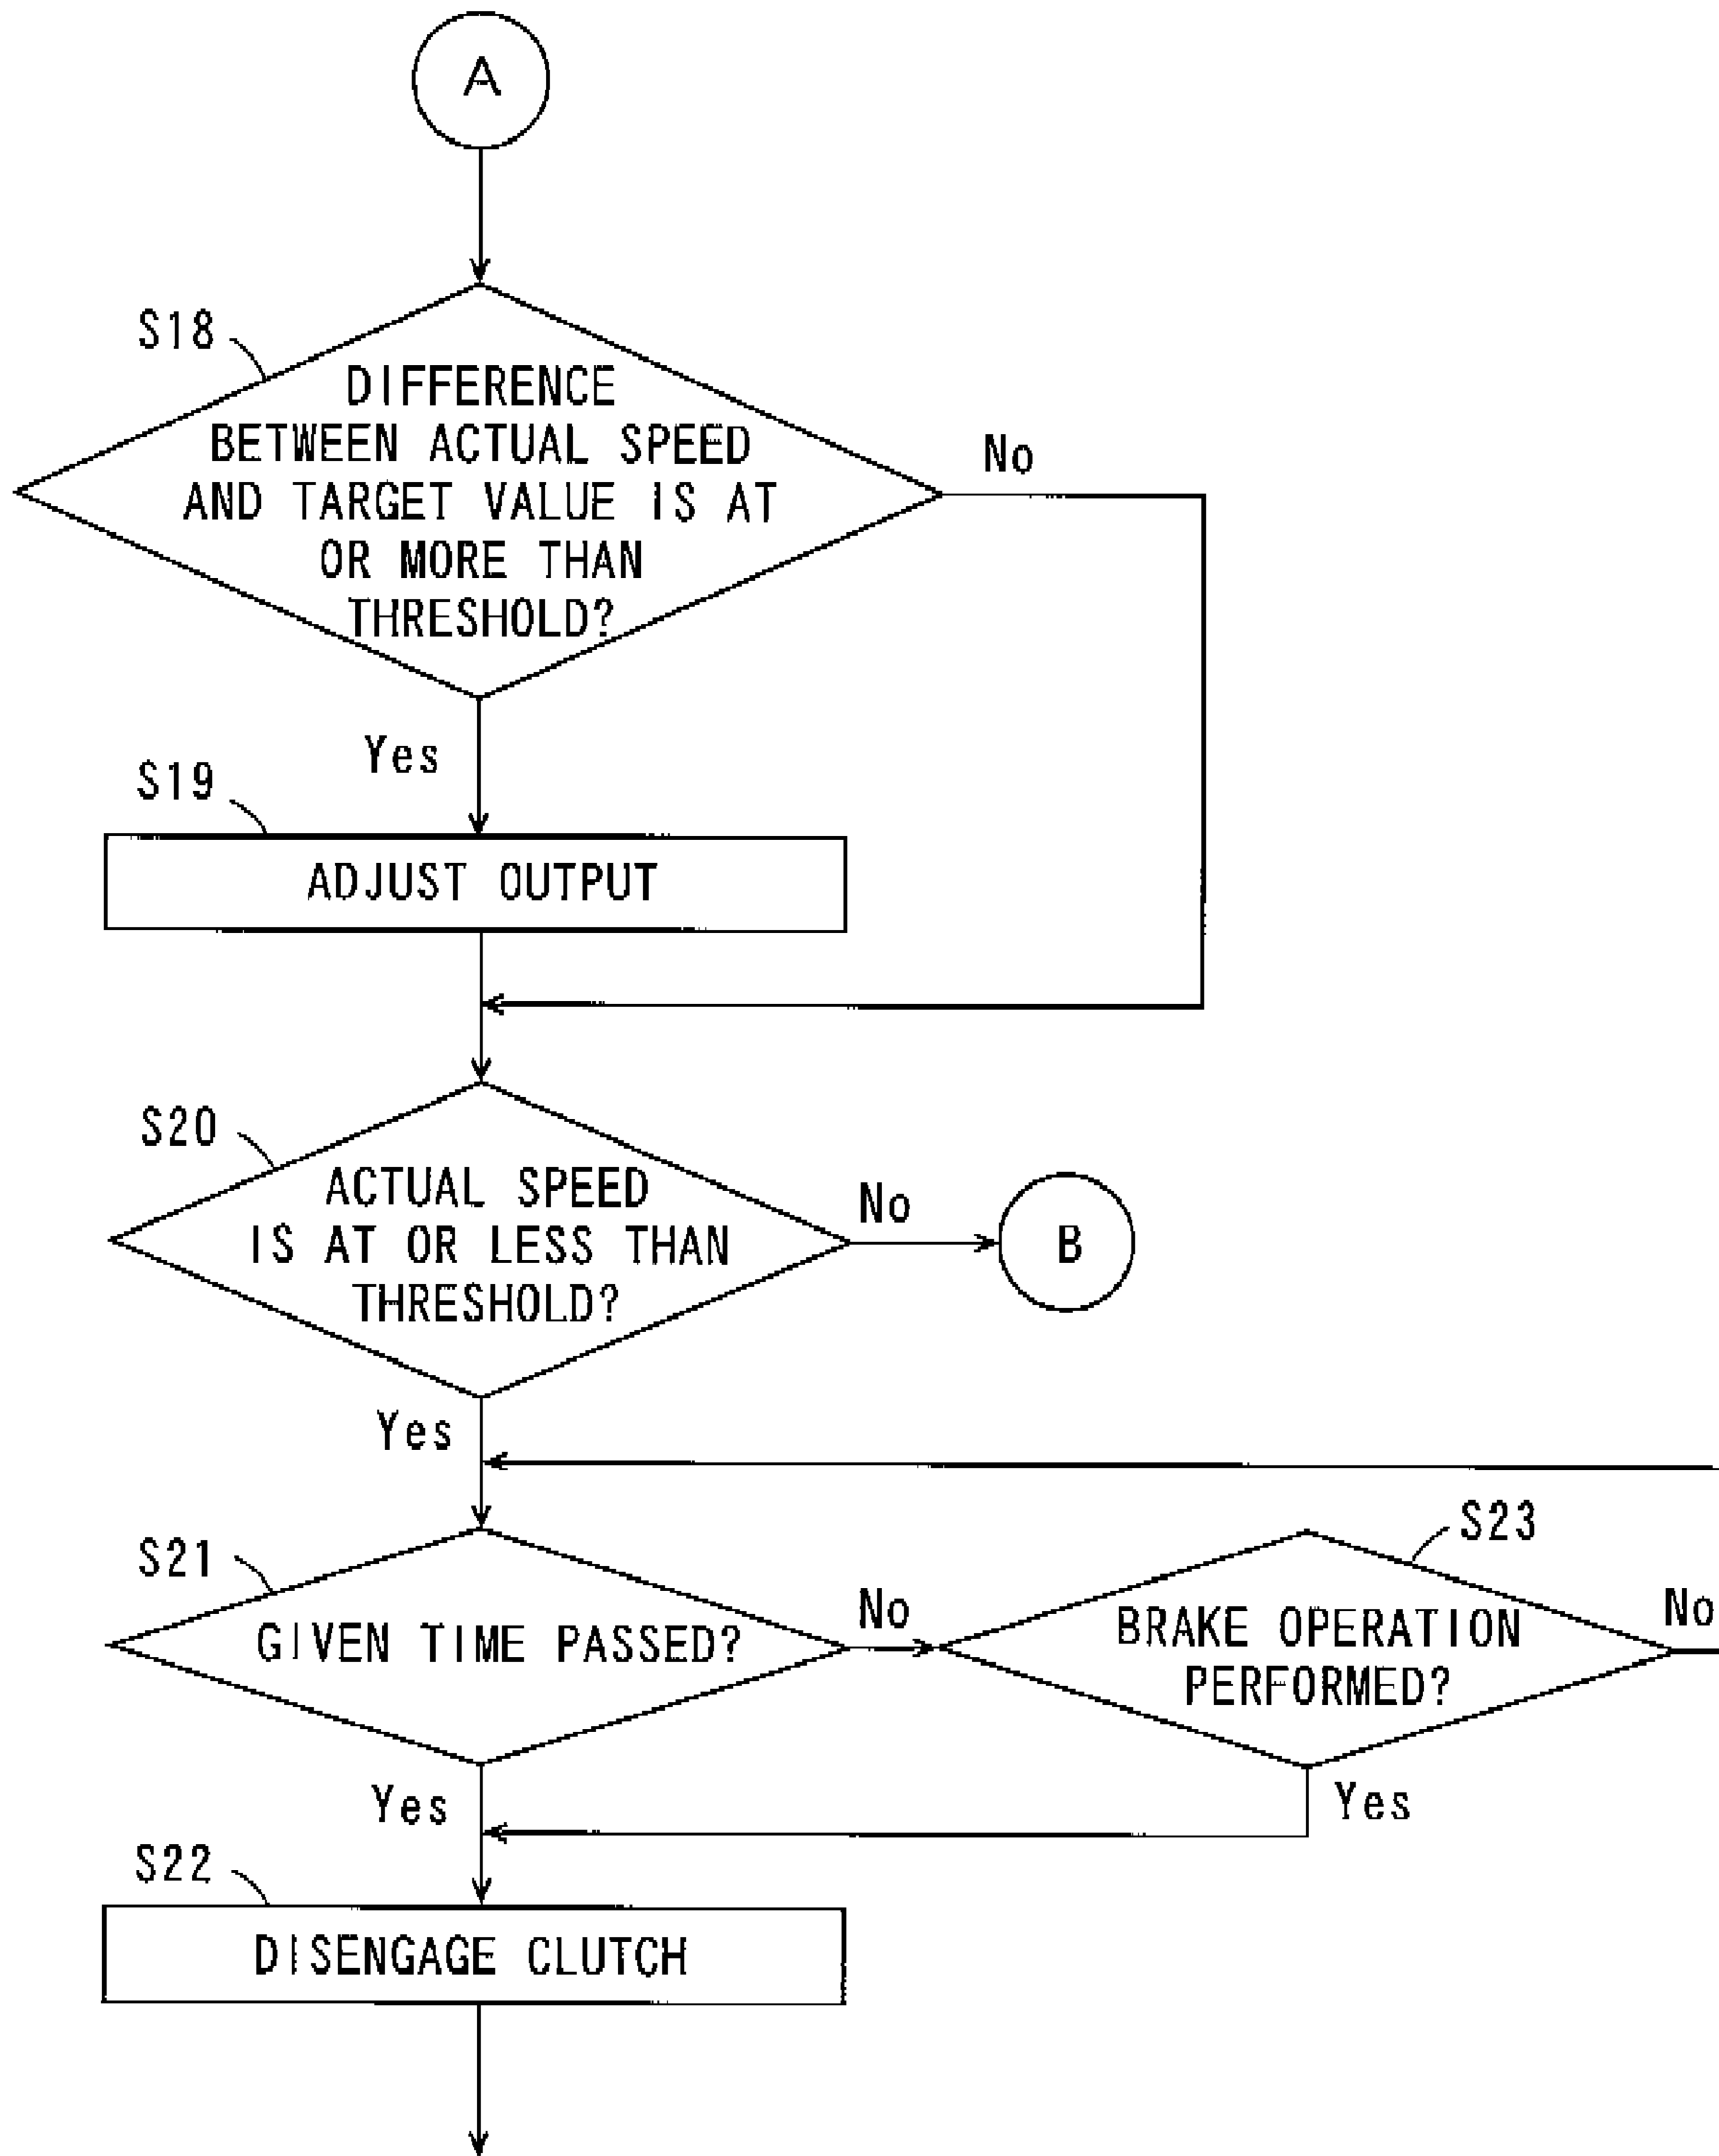 A
S18
DIFFERENCE
BETWEEN ACTUAL SPEED
AND TARGET VALUE IS AT
OR MORE THAN
THRESHOLD?
No
Yes
S19
ADJUST OUTPUT
S20
ACTUAL SPEED
IS AT OR LESS THAN
THRESHOLD?
No
B
Yes
S21
GIVEN TIME PASSED?
No
S23
BRAKE OPERATION
PERFORMED?
No
Yes
Yes
S22
DISENGAGE CLUTCH